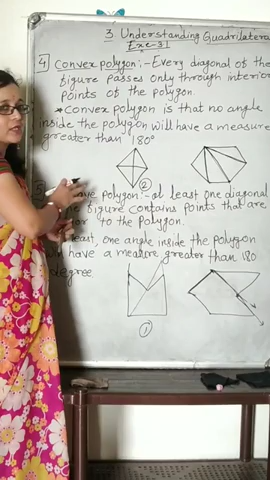 3 Understanding Quadrilatera
Exe-3.1
4 Convex polygon :- Every diagonal of the
figure passes only through interior
points of the polygon.
* Convex polygon is that no angle
inside the polygon will have a measure
greater than 180°
2
polygon :- at least one diagonal
figure contains points that are
to the polygon.
least, one angle inside the polygon
have a measure greater than 180
degree
1